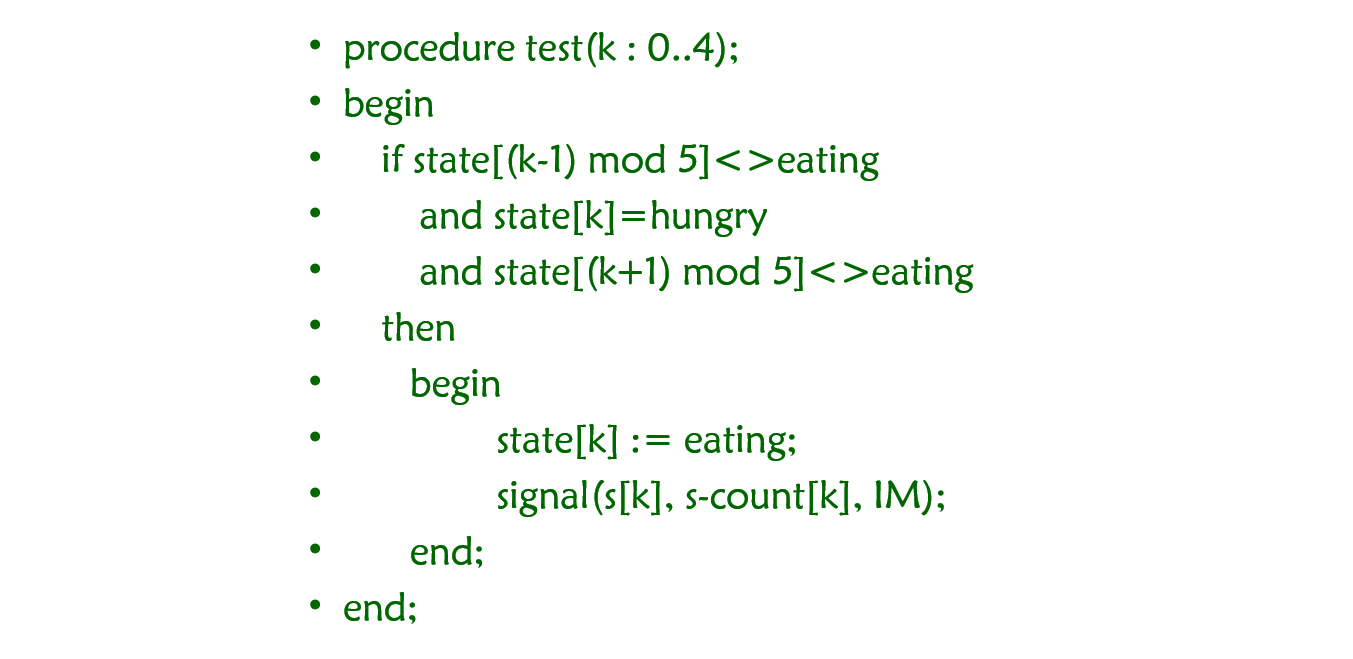 • procedure test(k : 0..4);
• begin
• if state[(k-1) mod 5]<>eating
• and state[k]=hungry
• and state[(k+1) mod 5]<>eating
• then
• begin
• state[k] := eating;
• signal(s[k], s-count[k], IM);
• end;
• end;